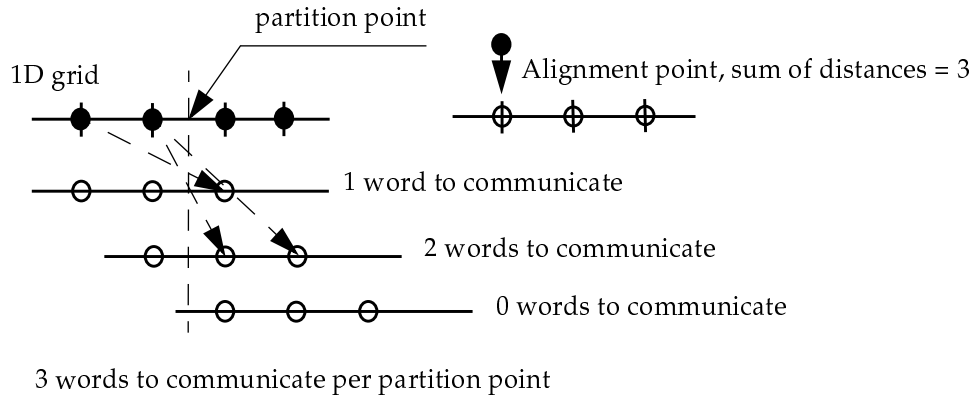 partition point
1D grid
Alignment point, sum of distances = 3
1 word to communicate
2 words to communicate
0 words to communicate
3 words to communicate per partition point